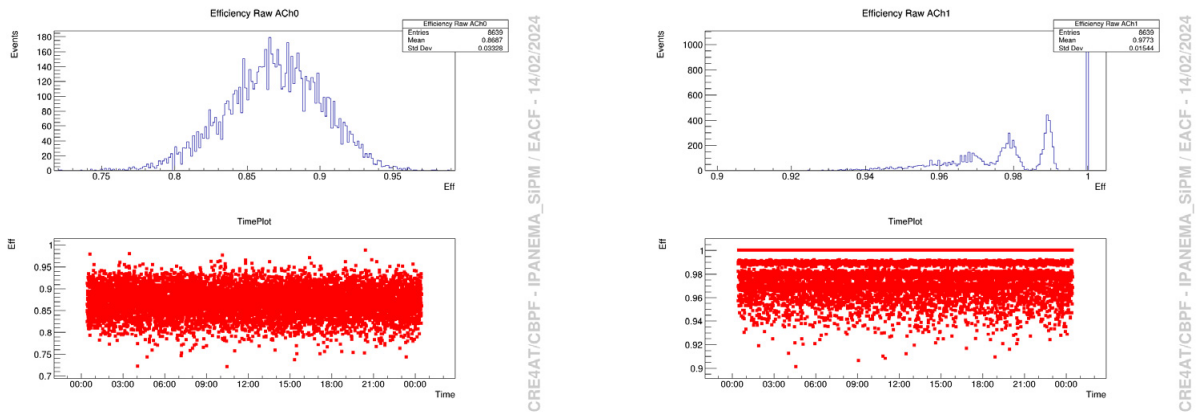 Efficiency Raw ACh0
Efficiency Raw ACh0
Entries 8639
Mean 0.8687
Std Dev 0.03328
Events
180
160
140
120
100
80
60
40
20
0
0.75 0.8 0.85 0.9 0.95
Eff
TimePlot
Eff
1
0.95
0.9
0.85
0.8
0.75
0.7
00:00 03:00 06:00 09:00 12:00 15:00 18:00 21:00 00:00
Time
CRE4AT/CBPF - IPANEMA_SiPM / EACF - 14/02/2024
Efficiency Raw ACh1
Efficiency Raw ACh1
Entries 8639
Mean 0.9773
Std Dev 0.01544
Events
1000
800
600
400
200
0
0.9 0.92 0.94 0.96 0.98 1
Eff
TimePlot
Eff
1
0.98
0.96
0.94
0.92
0.9
00:00 03:00 06:00 09:00 12:00 15:00 18:00 21:00 00:00
Time
CRE4AT/CBPF - IPANEMA_SiPM / EACF - 14/02/2024